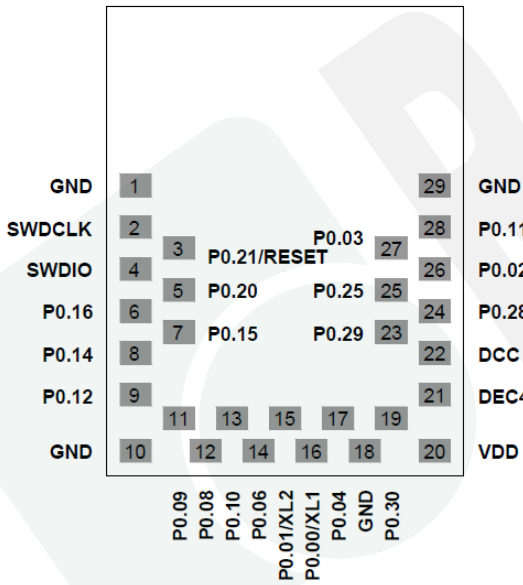 GND 1 29 GND
SWDCLK 2 28 P0.11
3 P0.21/RESET P0.03 27
SWDIO 4 26 P0.02
5 P0.20 P0.25 25
P0.16 6 24 P0.28
7 P0.15 P0.29 23
P0.14 8 22 DCC
P0.12 9 21 DEC4
11 13 15 17 19
GND 10 12 14 16 18 20 VDD
P0.09
P0.08
P0.10
P0.06
P0.01/XL2
P0.00/XL1
P0.04
GND
P0.30